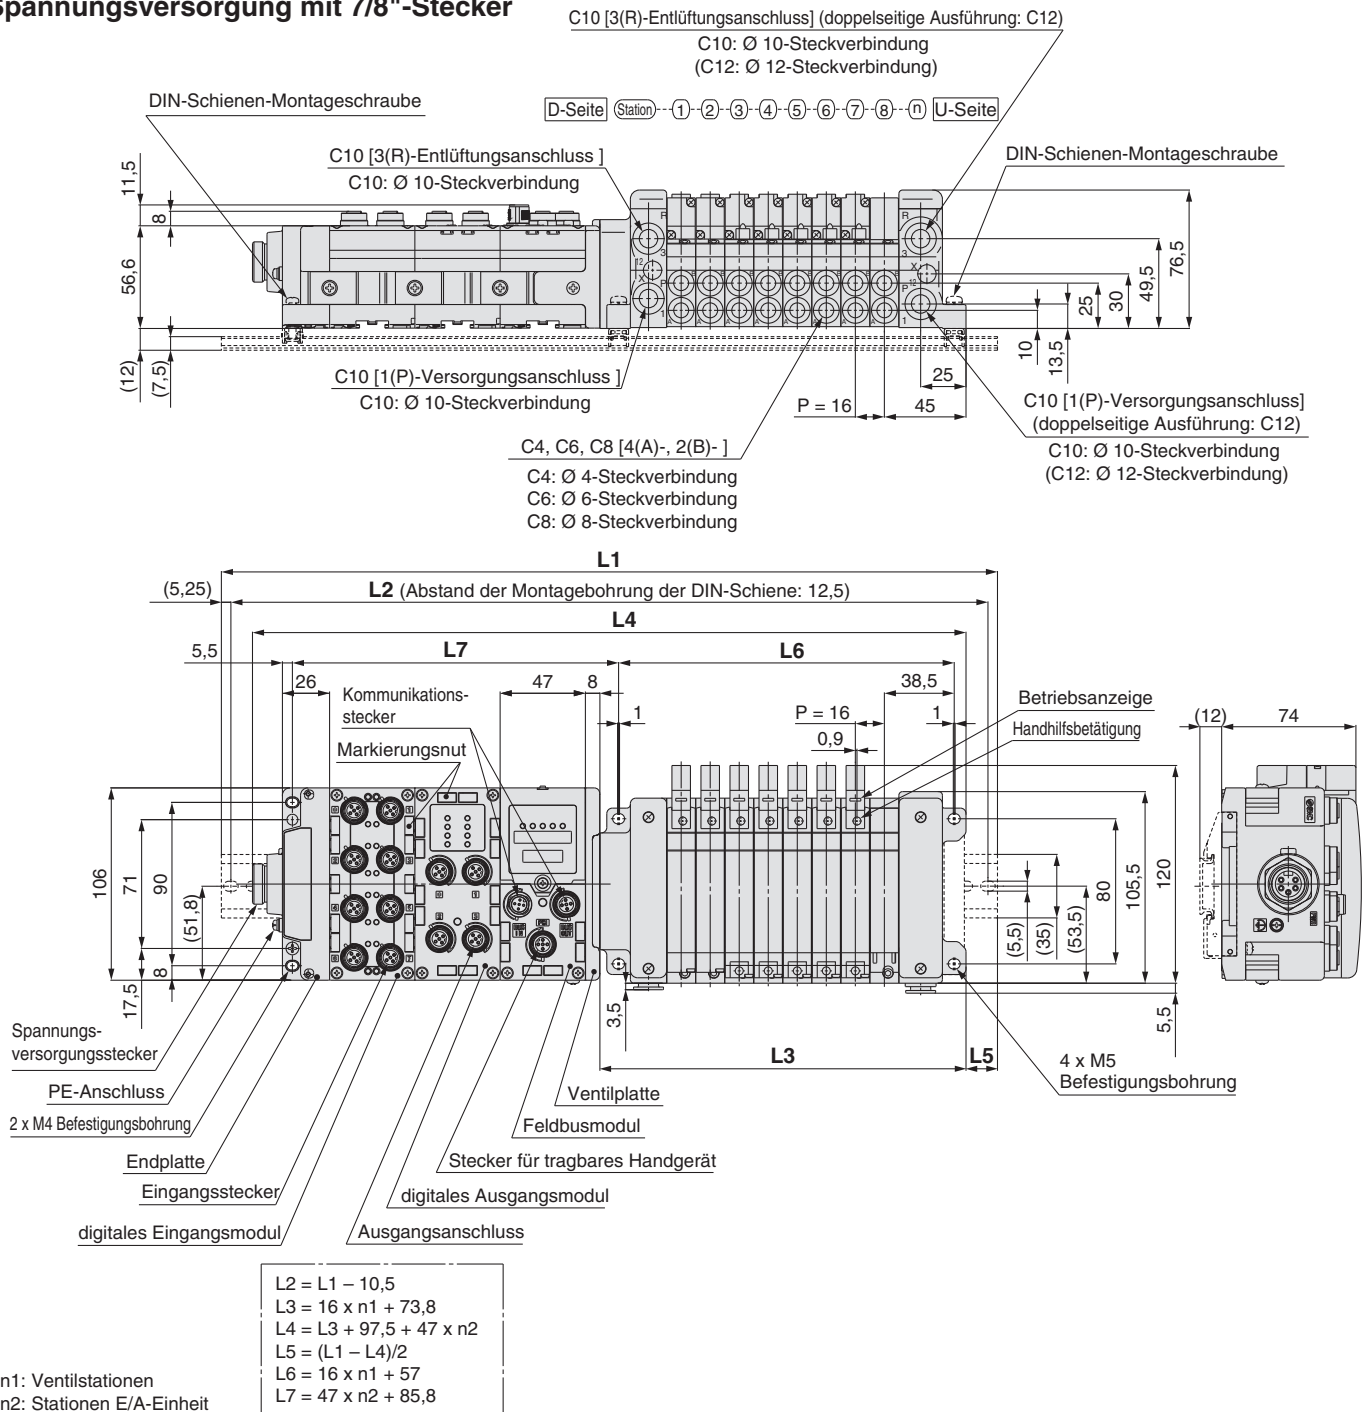 Spannungsversorgung mit 7/8"-Stecker
C10 [3(R)-Entlüftungsanschluss] (doppelseitige Ausführung: C12)
C10: Ø 10-Steckverbindung
(C12: Ø 12-Steckverbindung)
DIN-Schienen-Montageschraube
D-Seite Station 1 2 3 4 5 6 7 8 n U-Seite
C10 [3(R)-Entlüftungsanschluss ]
C10: Ø 10-Steckverbindung
DIN-Schienen-Montageschraube
11,5
8
56,6
(12)
(7,5)
R
3
12
X
P
1
R
3
X
12
P
1
76,5
49,5
30
25
10
13,5
25
P = 16
45
C10 [1(P)-Versorgungsanschluss ]
C10: Ø 10-Steckverbindung
C10 [1(P)-Versorgungsanschluss]
(doppelseitige Ausführung: C12)
C10: Ø 10-Steckverbindung
(C12: Ø 12-Steckverbindung)
C4, C6, C8 [4(A)-, 2(B)- ]
C4: Ø 4-Steckverbindung
C6: Ø 6-Steckverbindung
C8: Ø 8-Steckverbindung
L1
(5,25)
L2 (Abstand der Montagebohrung der DIN-Schiene: 12,5)
L4
5,5
L7
L6
26
47
8
38,5
Kommunikations-
stecker
1
P = 16
1
Betriebsanzeige
(12)
74
0,9
Handhilfsbetätigung
Markierungsnut
106
71
90
(51,8)
17,5
8
3,5
(5,5)
(35)
(53,5)
80
105,5
120
5,5
L3
L5
Spannungs-
versorgungsstecker
PE-Anschluss
2 x M4 Befestigungsbohrung
Endplatte
Eingangsstecker
digitales Eingangsmodul
Ventilplatte
Feldbusmodul
Stecker für tragbares Handgerät
digitales Ausgangsmodul
Ausgangsanschluss
4 x M5
Befestigungsbohrung
L2 = L1 – 10,5
L3 = 16 x n1 + 73,8
L4 = L3 + 97,5 + 47 x n2
L5 = (L1 – L4)/2
L6 = 16 x n1 + 57
L7 = 47 x n2 + 85,8
n1: Ventilstationen
n2: Stationen E/A-Einheit